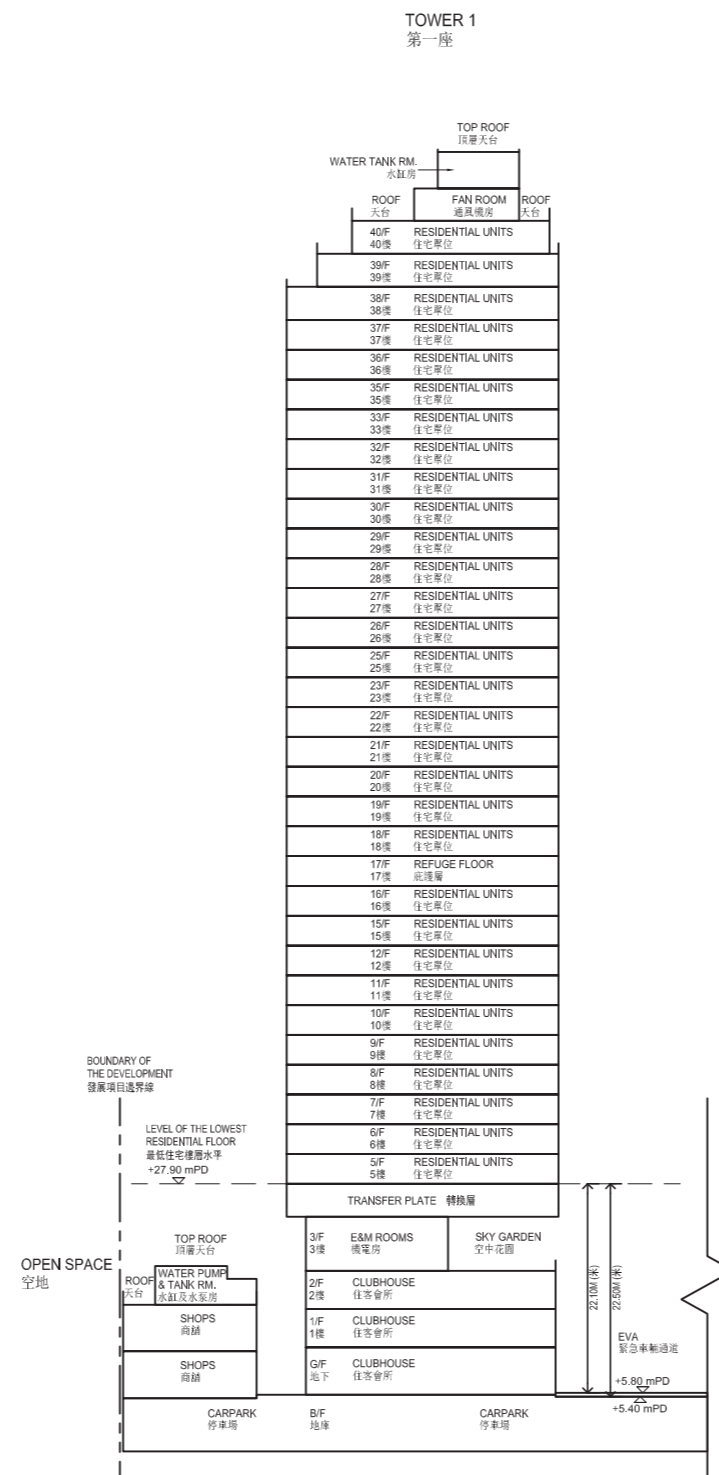 TOWER 1
第一座
TOP ROOF
頂層天台
WATER TANK RM.
水缸房
ROOF
天台
FAN ROOM
通風機房
ROOF
天台
40/F RESIDENTIAL UNITS
40樓 住宅單位
39/F RESIDENTIAL UNITS
39樓 住宅單位
38/F RESIDENTIAL UNITS
38樓 住宅單位
37/F RESIDENTIAL UNITS
37樓 住宅單位
36/F RESIDENTIAL UNITS
36樓 住宅單位
35/F RESIDENTIAL UNITS
35樓 住宅單位
33/F RESIDENTIAL UNITS
33樓 住宅單位
32/F RESIDENTIAL UNITS
32樓 住宅單位
31/F RESIDENTIAL UNITS
31樓 住宅單位
30/F RESIDENTIAL UNITS
30樓 住宅單位
29/F RESIDENTIAL UNITS
29樓 住宅單位
28/F RESIDENTIAL UNITS
28樓 住宅單位
27/F RESIDENTIAL UNITS
27樓 住宅單位
26/F RESIDENTIAL UNITS
26樓 住宅單位
25/F RESIDENTIAL UNITS
25樓 住宅單位
23/F RESIDENTIAL UNITS
23樓 住宅單位
22/F RESIDENTIAL UNITS
22樓 住宅單位
21/F RESIDENTIAL UNITS
21樓 住宅單位
20/F RESIDENTIAL UNITS
20樓 住宅單位
19/F RESIDENTIAL UNITS
19樓 住宅單位
18/F RESIDENTIAL UNITS
18樓 住宅單位
17/F REFUGE FLOOR
17樓 庇護層
16/F RESIDENTIAL UNITS
16樓 住宅單位
15/F RESIDENTIAL UNITS
15樓 住宅單位
12/F RESIDENTIAL UNITS
12樓 住宅單位
11/F RESIDENTIAL UNITS
11樓 住宅單位
10/F RESIDENTIAL UNITS
10樓 住宅單位
9/F RESIDENTIAL UNITS
9樓 住宅單位
8/F RESIDENTIAL UNITS
8樓 住宅單位
7/F RESIDENTIAL UNITS
7樓 住宅單位
6/F RESIDENTIAL UNITS
6樓 住宅單位
5/F RESIDENTIAL UNITS
5樓 住宅單位
BOUNDARY OF
THE DEVELOPMENT
發展項目邊界線
LEVEL OF THE LOWEST
RESIDENTIAL FLOOR
最低住宅樓層水平
+27.90 mPD
TRANSFER PLATE 轉換層
3/F E&M ROOMS
3樓 機電房
SKY GARDEN
空中花園
2/F CLUBHOUSE
2樓 住客會所
1/F CLUBHOUSE
1樓 住客會所
G/F CLUBHOUSE
地下 住客會所
TOP ROOF
頂層天台
OPEN SPACE
空地
ROOF
天台
WATER PUMP
& TANK RM.
水缸及水泵房
SHOPS
商舖
SHOPS
商舖
22.10M (米)
22.50M (米)
EVA
緊急車輛通道
+5.80 mPD
+5.40 mPD
CARPARK
停車場
B/F
地庫
CARPARK
停車場